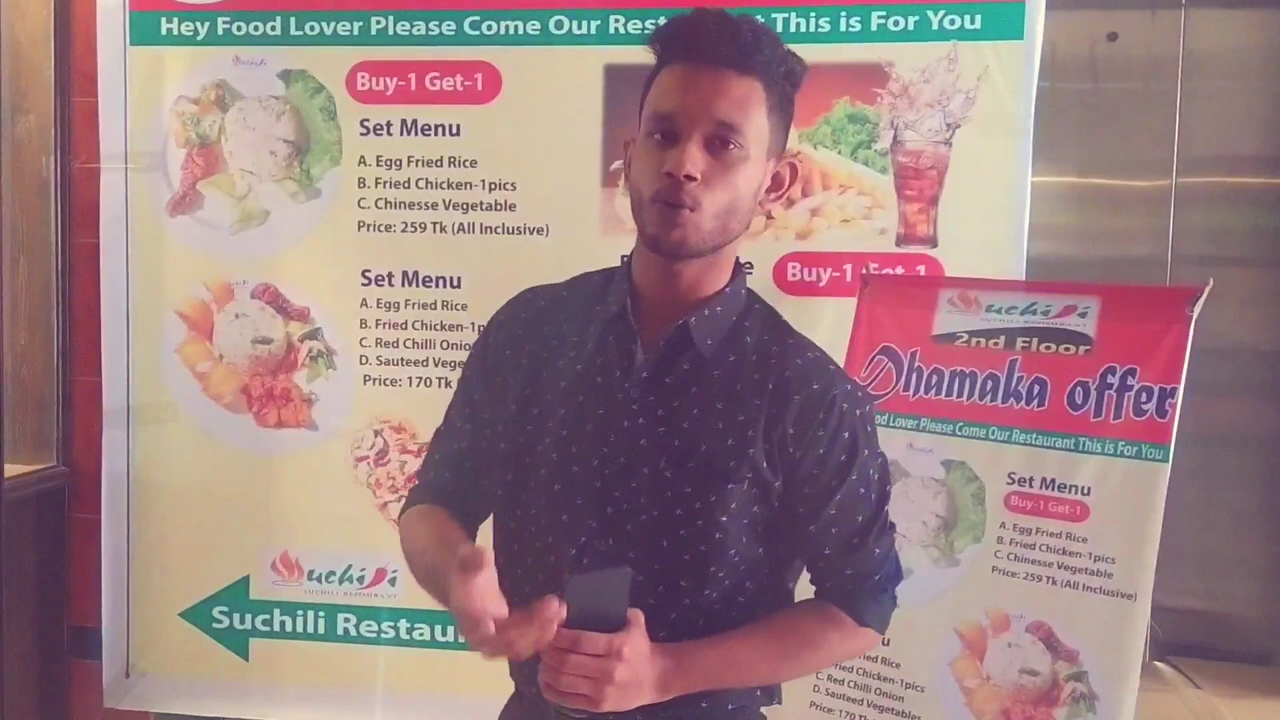 Hey Food Lover Please Come Our Rest This is For You
Buy-1 Get-1
Set Menu
A. Egg Fried Rice
B. Fried Chicken-1pics
C. Chinesse Vegetable
Price: 259 Tk (All Inclusive)
Set Menu
A. Egg Fried Rice
B. Fried Chicken-1p
C. Red Chilli Onio
D. Sauteed Vege
Price: 170 Tk
Buy-1 Get-1
Suchili
SUCHILI RESTAURANT
Suchili Restau
Suchili
SUCHILI RESTAURANT
2nd Floor
Dhamaka offer
od Lover Please Come Our Restaurant This is For You
Set Menu
Buy-1 Get-1
A. Egg Fried Rice
B. Fried Chicken-1pics
C. Chinesse Vegetable
Price: 259 Tk (All Inclusive)
ried Rice
ried Chicken-1pics
C. Red Chilli Onion
D. Sauteed Vegetables
Price: 170 Tk